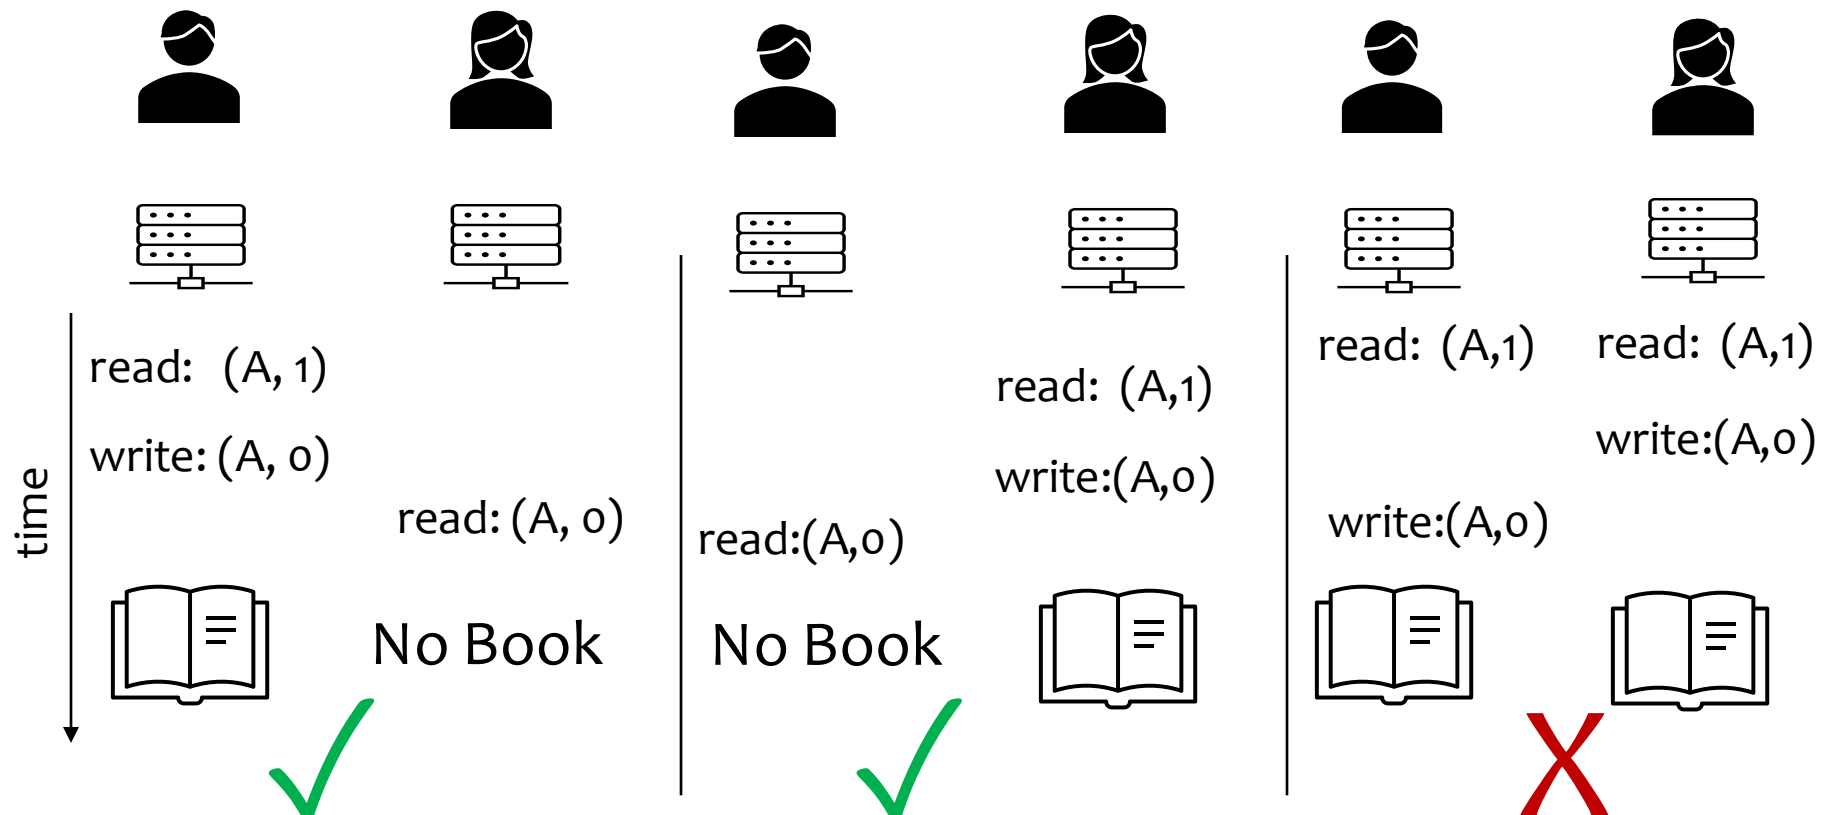 time
read: (A, 1)
write: (A, 0)
read: (A, 0)
No Book
read:(A,0)
No Book
read: (A,1)
write:(A,0)
read: (A,1)
write:(A,0)
read: (A,1)
write:(A,0)